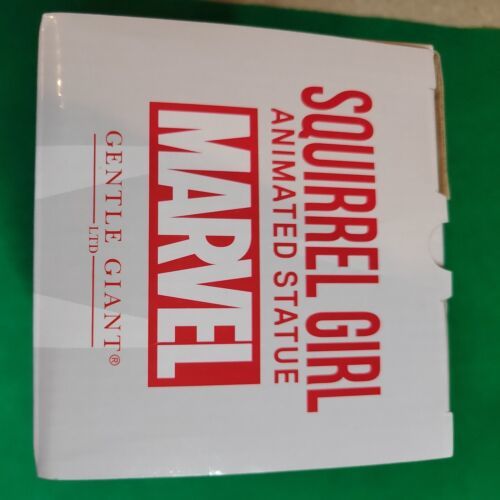 SQUIRREL GIRL
ANIMATED STATUE
MARVEL
GENTLE GIANT®
LTD